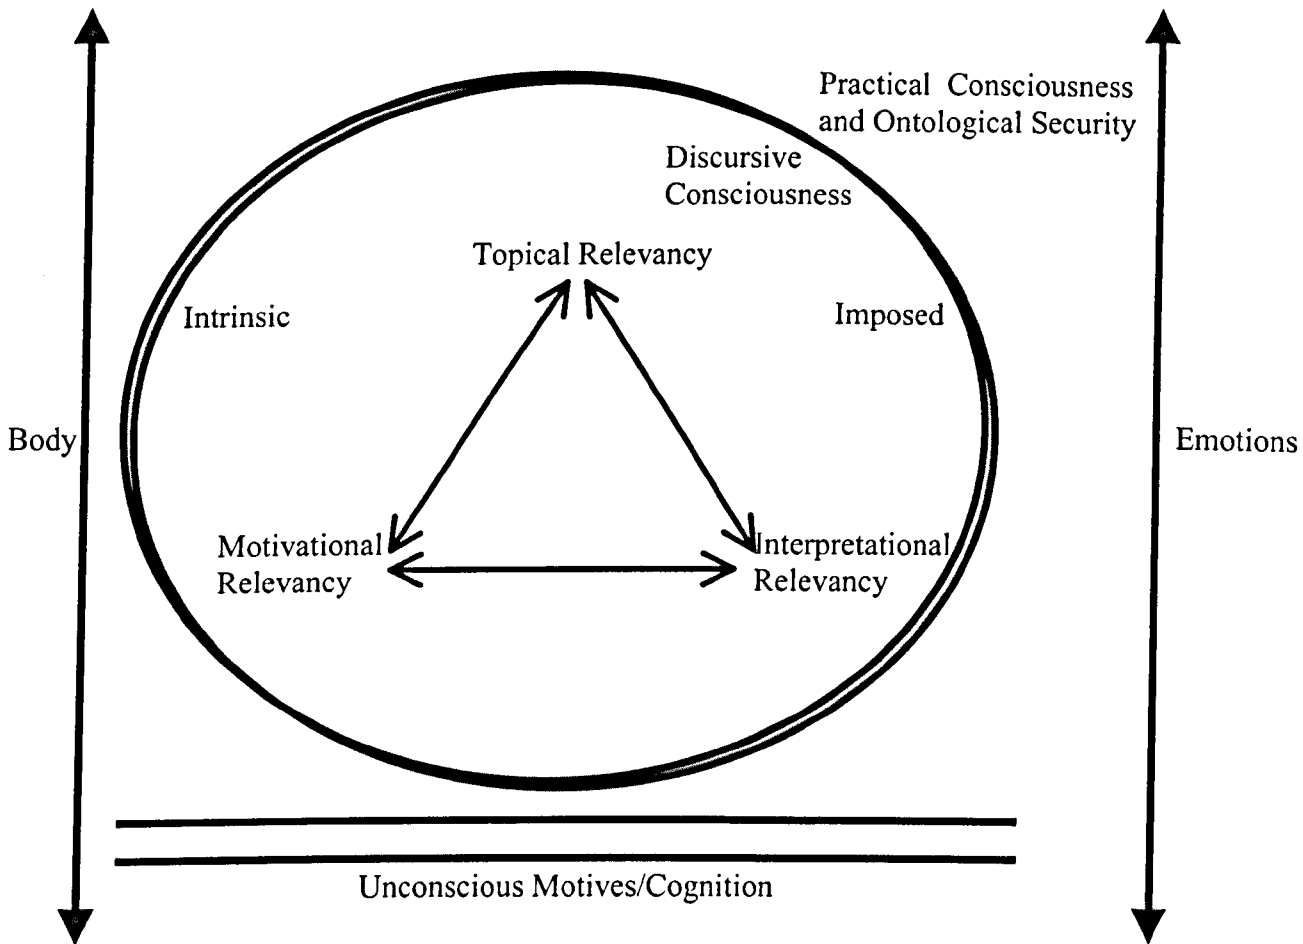 Practical Consciousness
and Ontological Security
Discursive
Consciousness
Topical Relevancy
Intrinsic
Imposed
Body
Emotions
Motivational
Relevancy
Interpretational
Relevancy
Unconscious Motives/Cognition